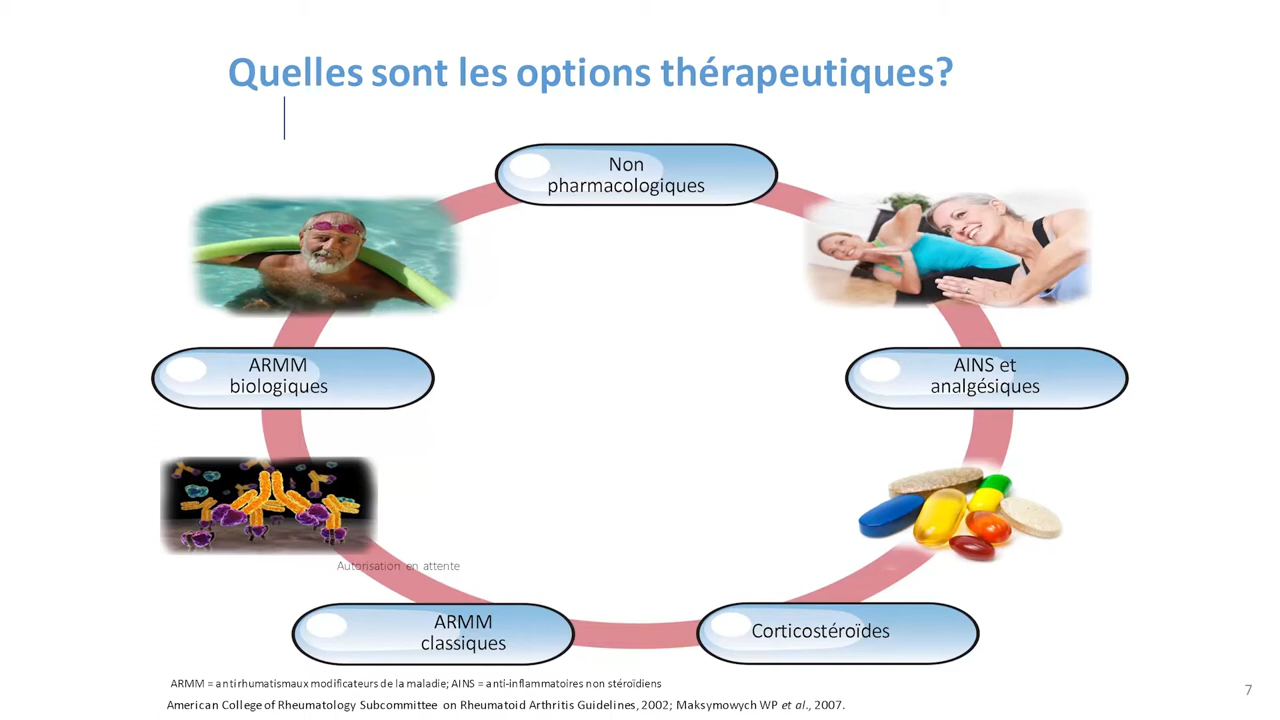 Quelles sont les options thérapeutiques?
Non
pharmacologiques
ARMM
biologiques
AINS et
analgésiques
Autorisation en attente
ARMM
classiques
Corticostéroïdes
ARMM = antirhumatismaux modificateurs de la maladie; AINS = anti-inflammatoires non stéroïdiens
American College of Rheumatology Subcommittee on Rheumatoid Arthritis Guidelines, 2002; Maksymowych WP et al., 2007.
7